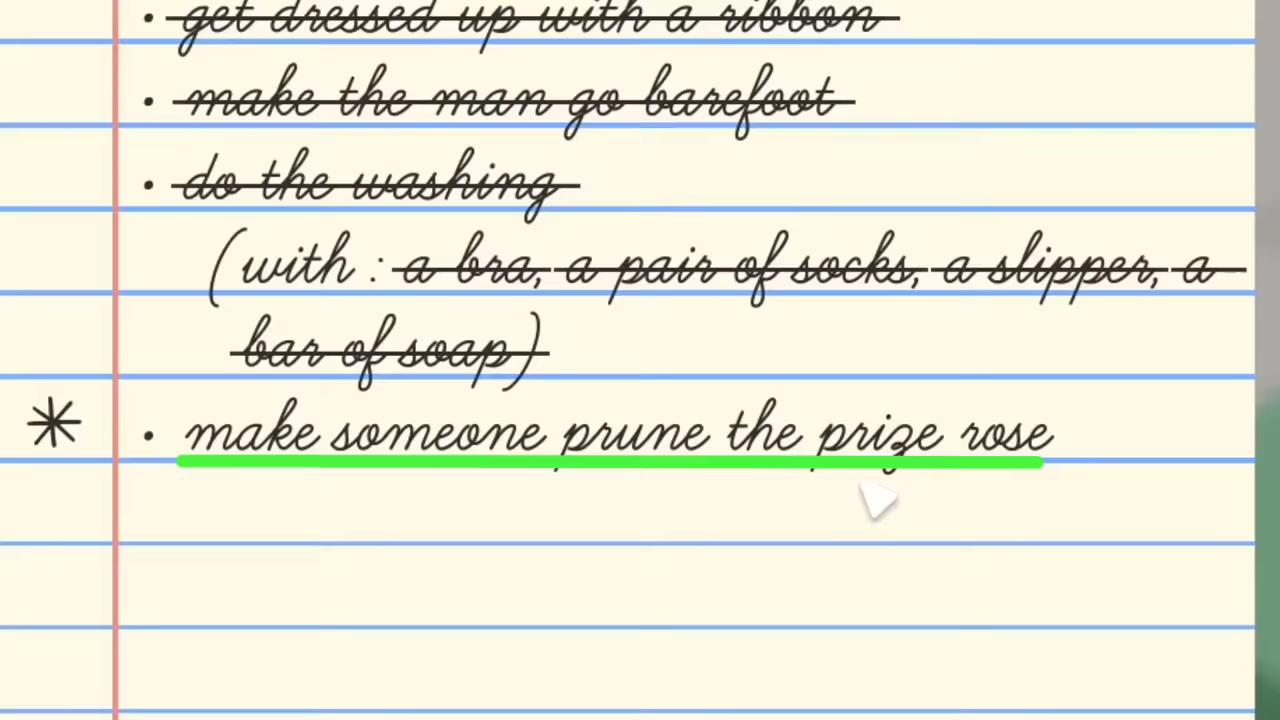 • get dressed up with a ribbon
• make the man go barefoot
• do the washing
(with : a bra, a pair of socks, a slipper, a
bar of soap)
* • make someone prune the prize rose